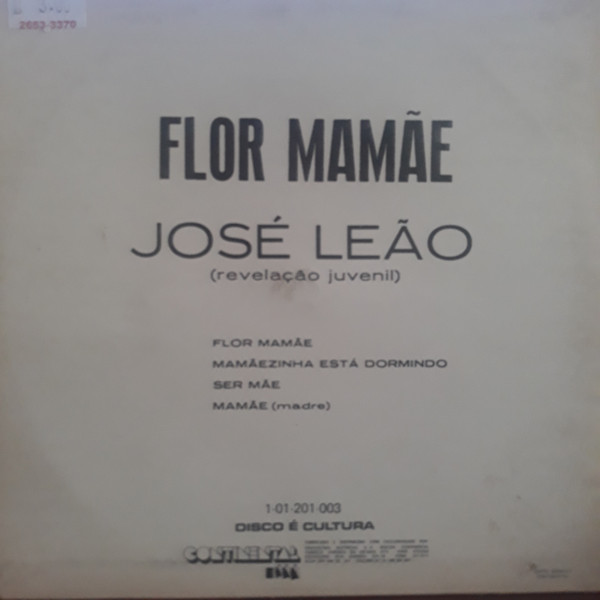 2653-3370
FLOR MAMÃE
JOSÉ LEÃO
(revelação juvenil)
FLOR MAMÃE
MAMÃEZINHA ESTÁ DORMINDO
SER MÃE
MAMÃE (madre)
1-01-201-003
DISCO É CULTURA
CONTINENTAL